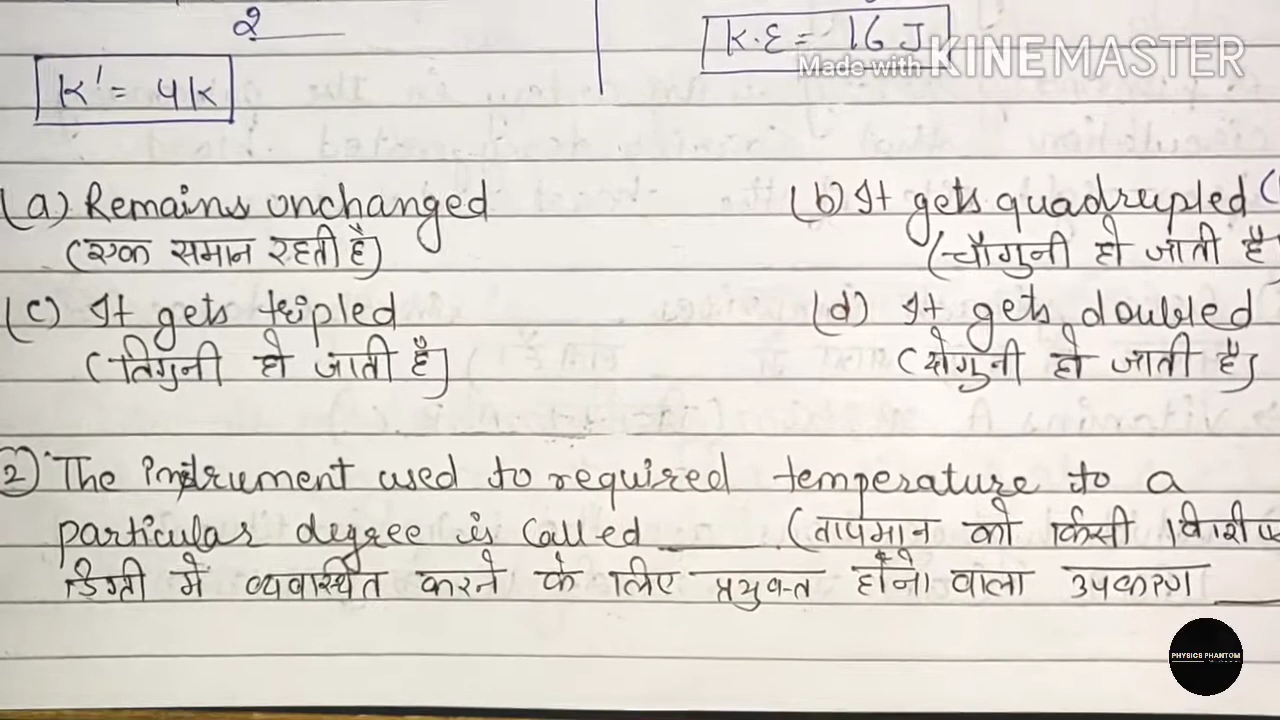 2
K.E = 16 J
Made with KINEMASTER
K' = 4K
(a) Remains unchanged
(b) It gets quadrupled (
(एक समान रहती है)
(चौगुनी हो जाती है
(c) It gets tripled
(d) It gets doubled
(तिगुनी हो जाती है)
(दोगुनी हो जाती है)
2 The instrument used to required temperature to a
particular degree is called ____ . (तापमान को किसी विशेष
डिग्री में व्यवस्थित करने के लिए प्रयुक्त होने वाला उपकरण ____
PHYSICS PHANTOM